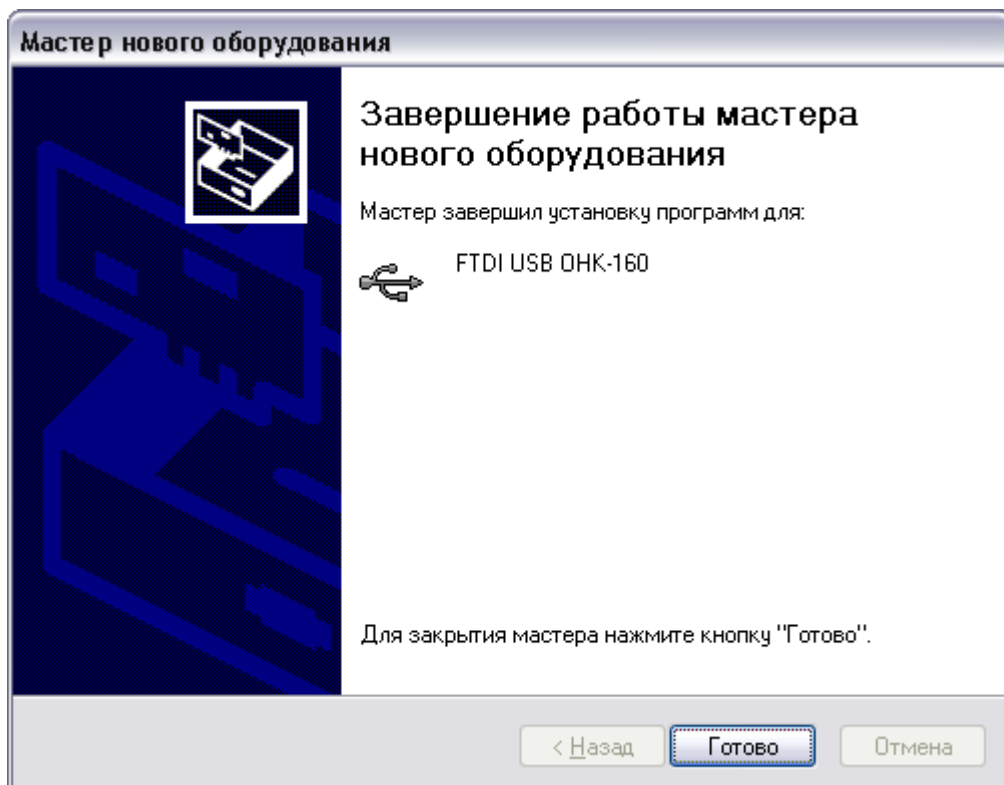 Мастер нового оборудования
Завершение работы мастера
нового оборудования
Мастер завершил установку программ для:
FTDI USB ОНК-160
Для закрытия мастера нажмите кнопку "Готово".
< Назад
Готово
Отмена